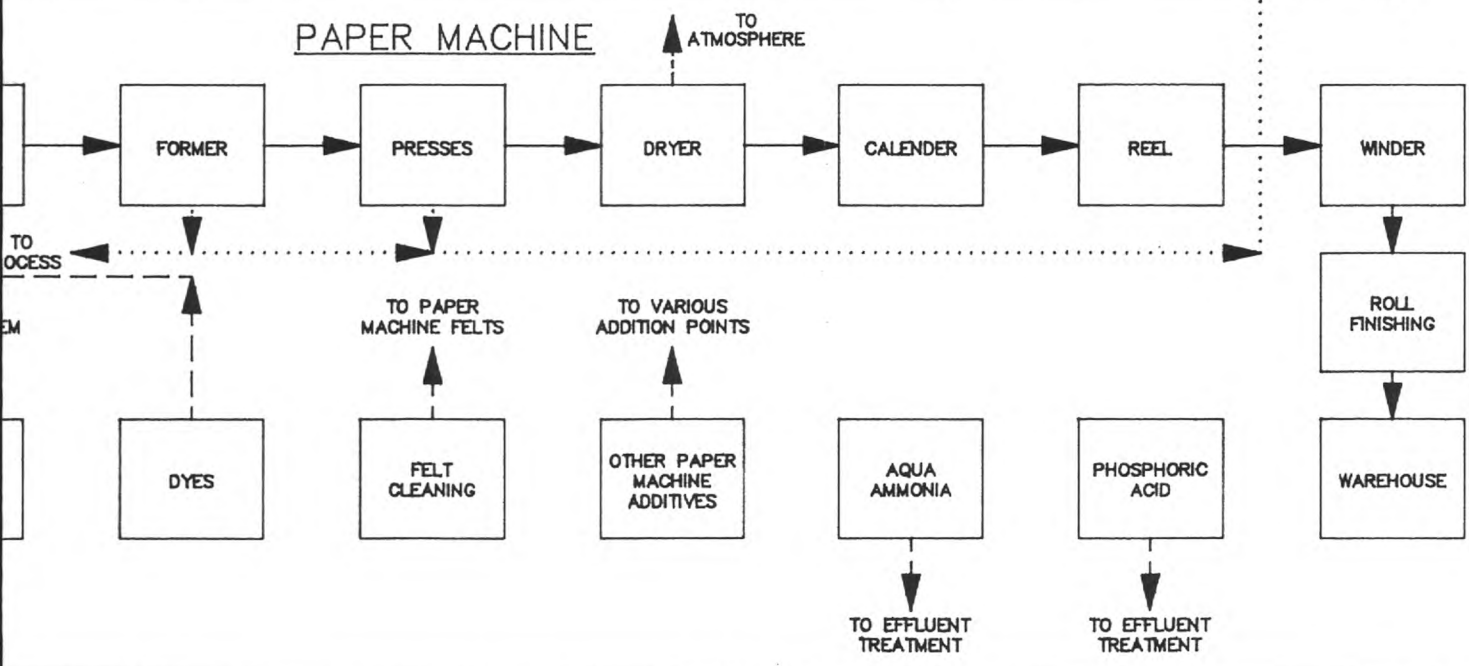 PAPER MACHINE
TO
ATMOSPHERE
FORMER
PRESSES
DRYER
CALENDER
REEL
WINDER
TO
OCESS
EM
TO PAPER
MACHINE FELTS
TO VARIOUS
ADDITION POINTS
ROLL
FINISHING
DYES
FELT
CLEANING
OTHER PAPER
MACHINE
ADDITIVES
AQUA
AMMONIA
PHOSPHORIC
ACID
WAREHOUSE
TO EFFLUENT
TREATMENT
TO EFFLUENT
TREATMENT